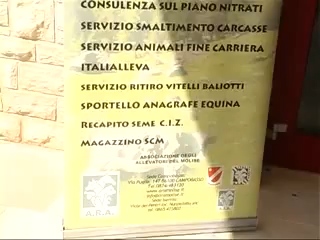 CONSULENZA SUL PIANO NITRATI
SERVIZIO SMALTIMENTO CARCASSE
SERVIZIO ANIMALI FINE CARRIERA
ITALIALLEVA
SERVIZIO RITIRO VITELLI BALIOTTI
SPORTELLO ANAGRAFE EQUINA
RECAPITO SEME C.I.Z.
MAGAZZINO SCM
ASSOCIAZIONE DEGLI
ALLEVATORI DEL MOLISE
CAMPOBASSO
A.R.A.